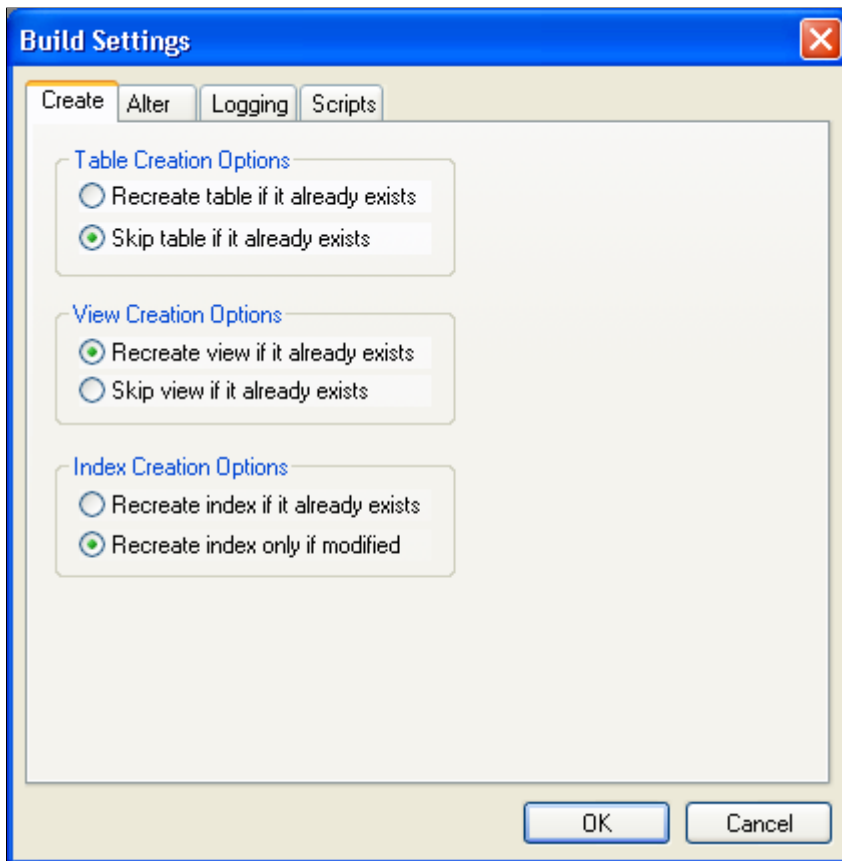 Build Settings
Create Alter Logging Scripts
Table Creation Options
Recreate table if it already exists
Skip table if it already exists
View Creation Options
Recreate view if it already exists
Skip view if it already exists
Index Creation Options
Recreate index if it already exists
Recreate index only if modified
OK Cancel